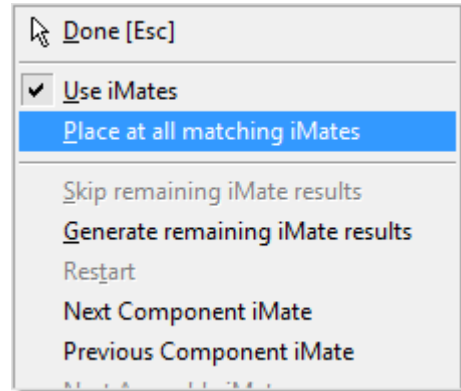 Done [Esc]
Use iMates
Place at all matching iMates
Skip remaining iMate results
Generate remaining iMate results
Restart
Next Component iMate
Previous Component iMate